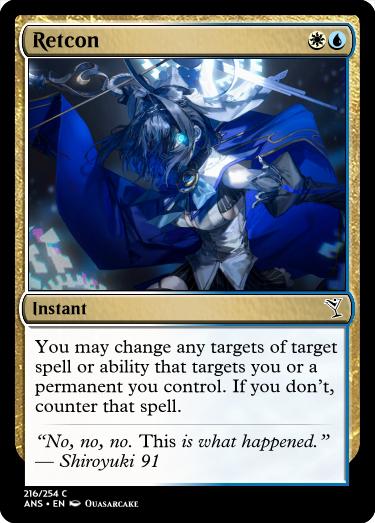 Retcon
Instant
You may change any targets of target
spell or ability that targets you or a
permanent you control. If you don't,
counter that spell.
"No, no, no. This is what happened."
— Shiroyuki 91
216/254 C
ANS • EN Quasarcake